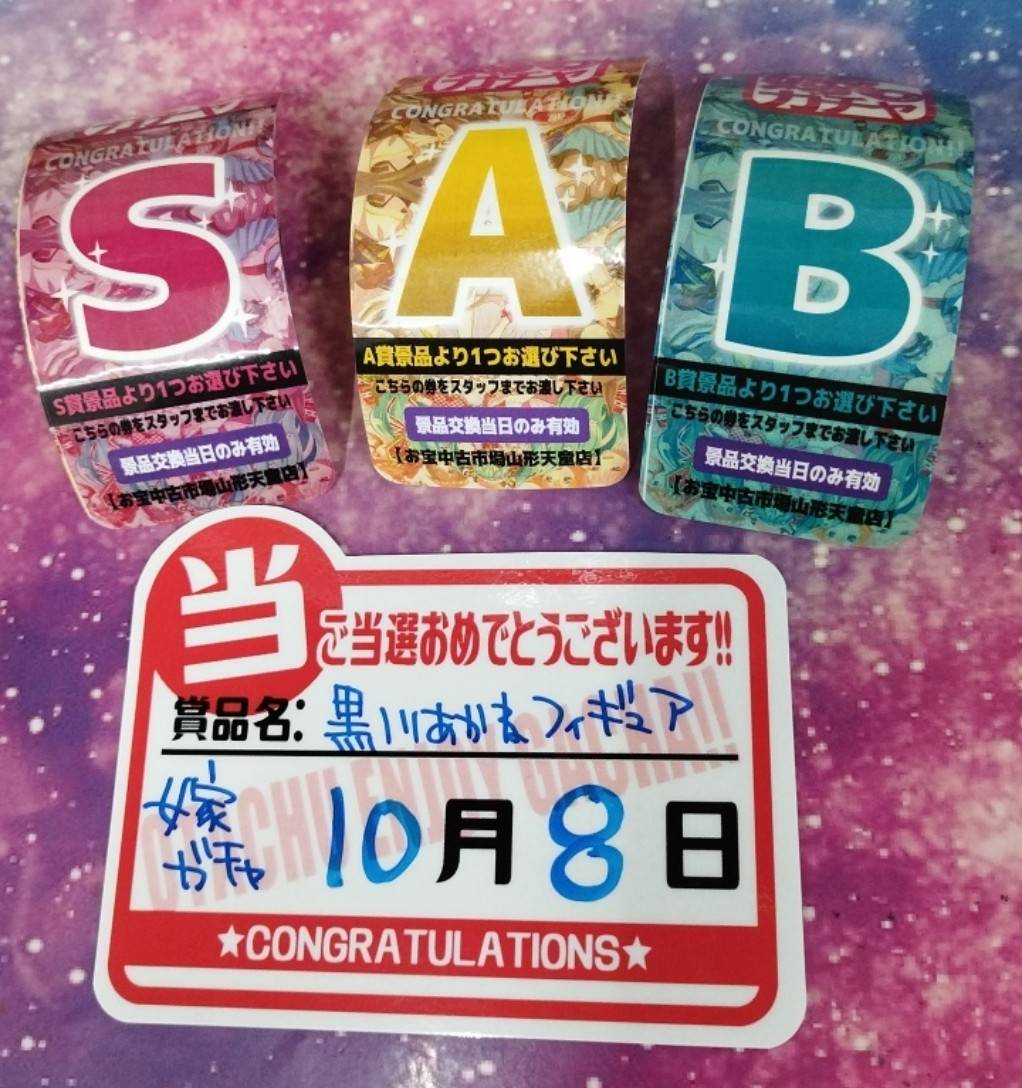 CONGRATULATION!!
S
S賞景品より1つお選び下さい
こちらの券をスタッフまでお渡し下さい
景品交換当日のみ有効
【お宝中古市場山形天童店】
CONGRATULATION!!
A
A賞景品より1つお選び下さい
こちらの券をスタッフまでお渡し下さい
景品交換当日のみ有効
【お宝中古市場山形天童店】
CONGRATULATION!!
B
B賞景品より1つお選び下さい
こちらの券をスタッフまでお渡し下さい
景品交換当日のみ有効
【お宝中古市場山形天童店】
当
ご当選おめでとうございます!!
賞品名: 黒川あかねフィギュア
嫁
ガチャ
10月8日
ENJOY GACHA!!
★CONGRATULATIONS★